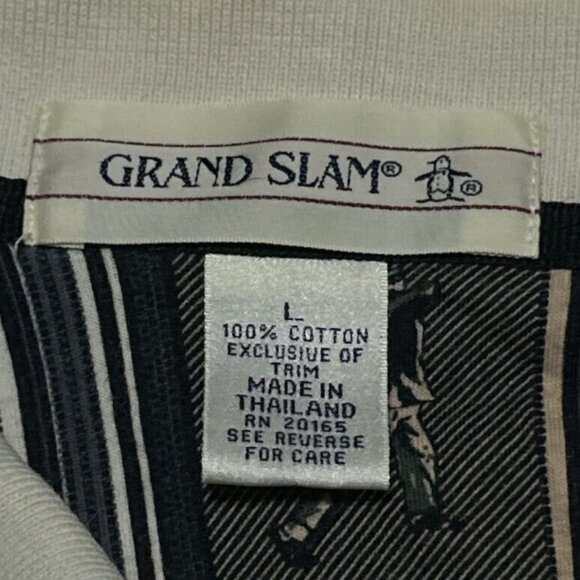 GRAND SLAM® ®
L
100% COTTON
EXCLUSIVE OF
TRIM
MADE IN
THAILAND
RN 20165
SEE REVERSE
FOR CARE